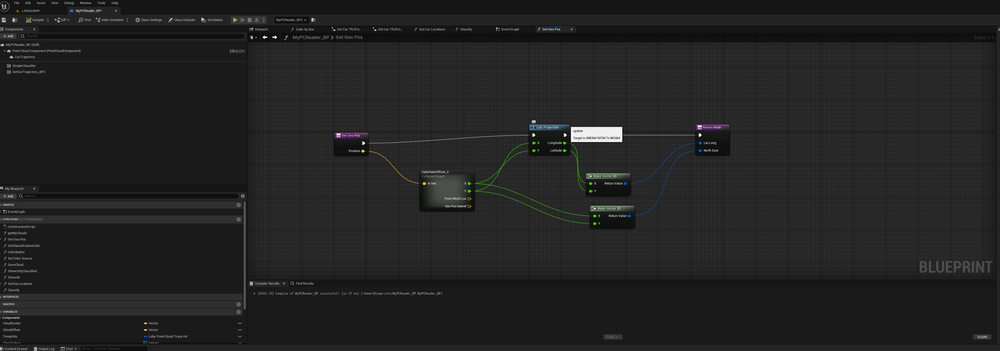 File Edit Asset View Debug Window Tools Help
LASGeoRef*
MyPCReader_BP*
Compile
Diff
Find
Hide Unrelated
Class Settings
Class Defaults
Simulation
MyPCReader_BP2
Components
Add
Search
MyPCReader_BP (Self)
Point Cloud Component (PointCloudComponent)
Edit in C++
CarTrajectory
SimpleClassifier
GetCarTrajectory_BPC
My Blueprint
Add
Search
GRAPHS
EventGraph
FUNCTIONS (22 OVERRIDABLE)
ConstructionScript
getMyClouds
Get Geo Pos
GetClassificationColor
ColorByBox
Set Color Source
SaveCloud
ShowOnlyClassified
ShowAll
GetCarLocations
Classify
INTERFACES
MACROS
VARIABLES
Components
CloudCenter
Vector
CloudOffset
Vector
TempHits
Lidar Point Cloud Trace Hit
ClassColors
Integer
Viewport
Color by Box
Get Car TRJFro...
Get Car TRJFro...
Get Car Locations
Classify
Event Graph
Get Geo Pos
MyPCReader_BP > Get Geo Pos
Zoom 1:1
Get Geo Pos
Position
CalcPointOffset_2
Collapsed Graph
In Vec
X
Y
Point World Loc
Geo Pos Sweref
Calc Projection
X Longitude
Y Latitude
update
Target is SWERef 99TM To WGS84
Make Vector 2D
X Return Value
Y
Make Vector 2D
X Return Value
Y
Return Node
Lat Long
North East
BLUEPRINT
Compiler Results
Find Results
[6922,10] Compile of MyPCReader_BP successful! [in 57 ms] (/Game/Blueprints/MyPCReader_BP.MyPCReader_BP)
PAGE
CLEAR
Content Drawer
Output Log
Cmd
Enter Console Command